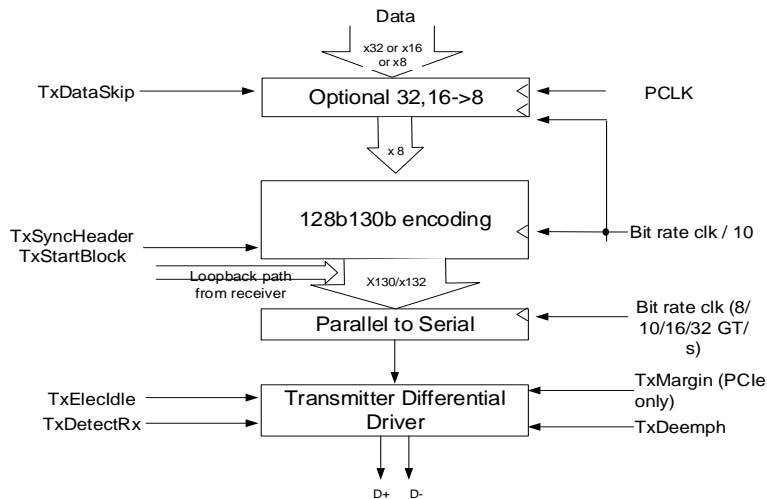 Data
x32 or x16
or x8
TxDataSkip
Optional 32,16->8
PCLK
x 8
128b130b encoding
TxSyncHeader
TxStartBlock
Bit rate clk / 10
Loopback path
from receiver
X130/x132
Parallel to Serial
Bit rate clk (8/
10/16/32 GT/
s)
TxElecIdle
TxDetectRx
Transmitter Differential
Driver
TxMargin (PCIe
only)
TxDeemph
D+ D-